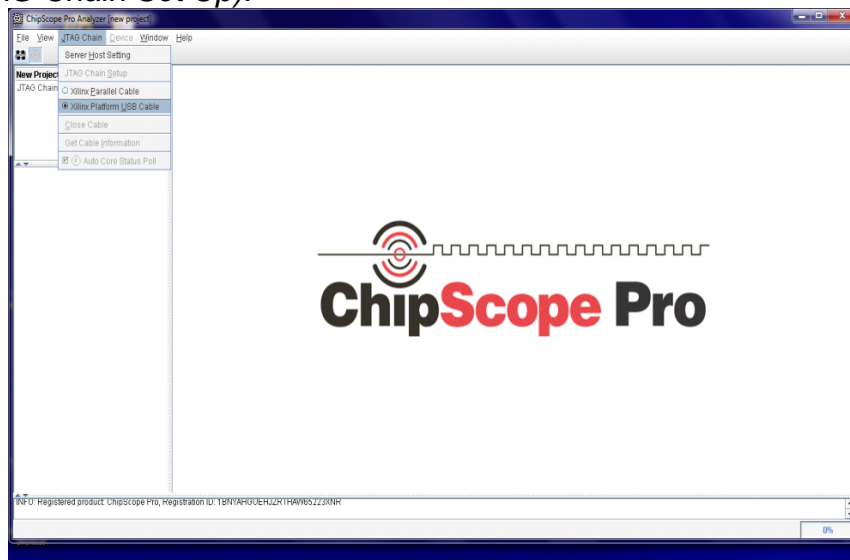 ChipScope Pro Analyzer [new project]
File View JTAG Chain Device Window Help
Server Host Setting
New Project
JTAG Chain Setup
JTAG Chain
Xilinx Parallel Cable
Xilinx Platform USB Cable
Close Cable
Get Cable Information
Auto Core Status Poll
ChipScope Pro
INFO: Registered product: ChipScope Pro, Registration ID:
0%